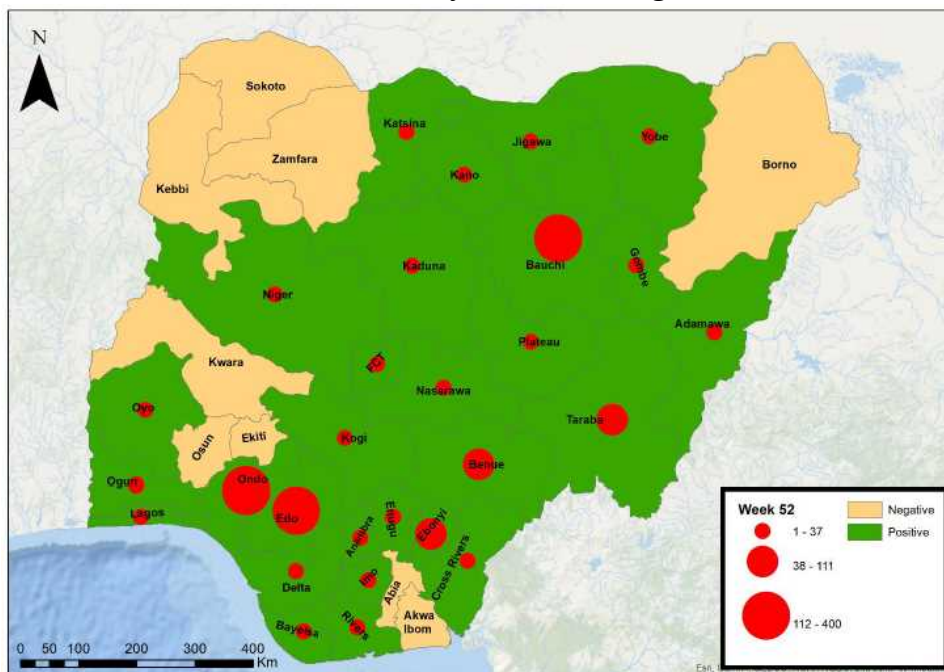 N
Sokoto
Katsina
Jigawa
Yobe
Zamfara
Kano
Borno
Kebbi
Bauchi
Gombe
Kaduna
Niger
Adamawa
Plateau
FCT
Kwara
Nasarawa
Oyo
Taraba
Kogi
Osun
Ekiti
Benue
Ondo
Ogun
Edo
Lagos
Anambra
Enugu
Ebonyi
Cross Rivers
Delta
Imo
Abia
Akwa
Ibom
Bayelsa
Rivers
Week 52
1 - 37
38 - 111
112 - 400
Negative
Positive
0 50 100 200 300 400
Km